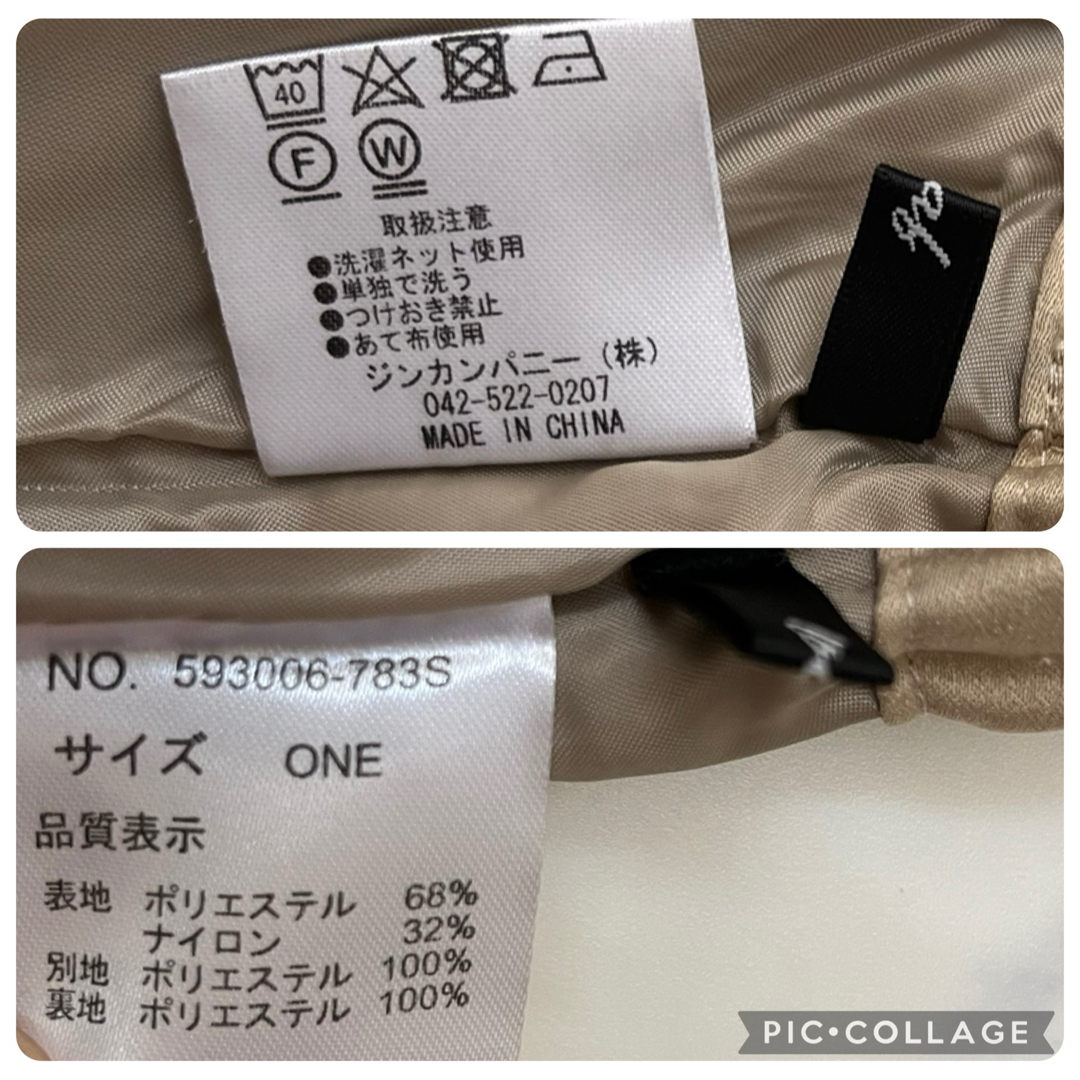 40
F W
取扱注意
●洗濯ネット使用
●単独で洗う
●つけおき禁止
●あて布使用
ジンカンパニー（株）
042-522-0207
MADE IN CHINA
NO. 593006-783S
サイズ ONE
品質表示
表地 ポリエステル 68%
ナイロン 32%
別地 ポリエステル 100%
裏地 ポリエステル 100%
PIC•COLLAGE